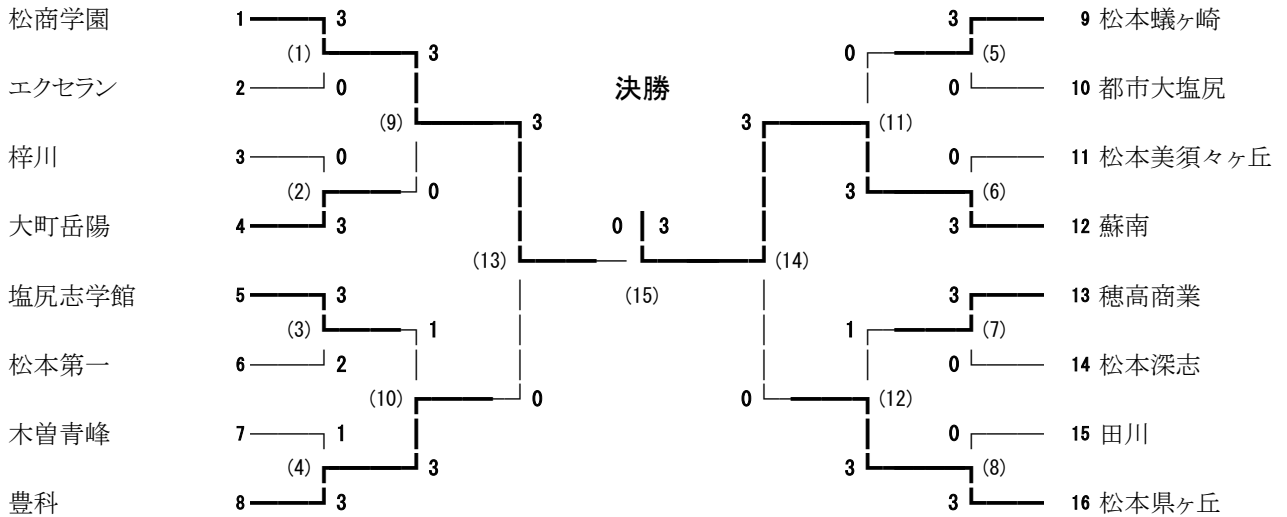 松商学園 1 3 3 9 松本蟻ヶ崎
(1) 3 0 (5)
エクセラン 2 0 決勝 0 10 都市大塩尻
(9) 3 3 (11)
梓川 3 0 0 11 松本美須々ヶ丘
(2) 0 3 (6)
大町岳陽 4 3 0 3 3 12 蘇南
(13) (14)
塩尻志学館 5 3 (15) 3 13 穂高商業
(3) 1 1 (7)
松本第一 6 2 0 14 松本深志
(10) 0 0 (12)
木曽青峰 7 1 0 15 田川
(4) 3 3 (8)
豊科 8 3 3 16 松本県ヶ丘